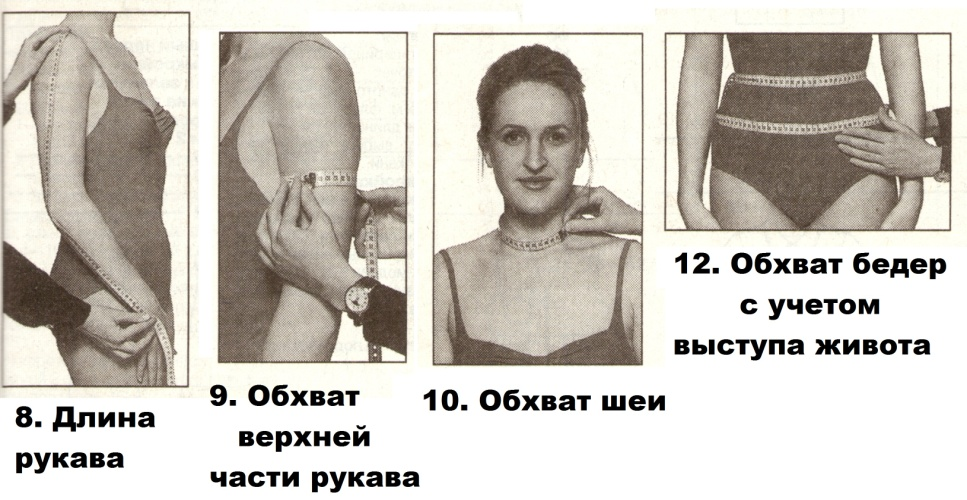 8. Длина
рукава
9. Обхват
верхней
части рукава
10. Обхват шеи
12. Обхват бедер
с учетом
выступа живота